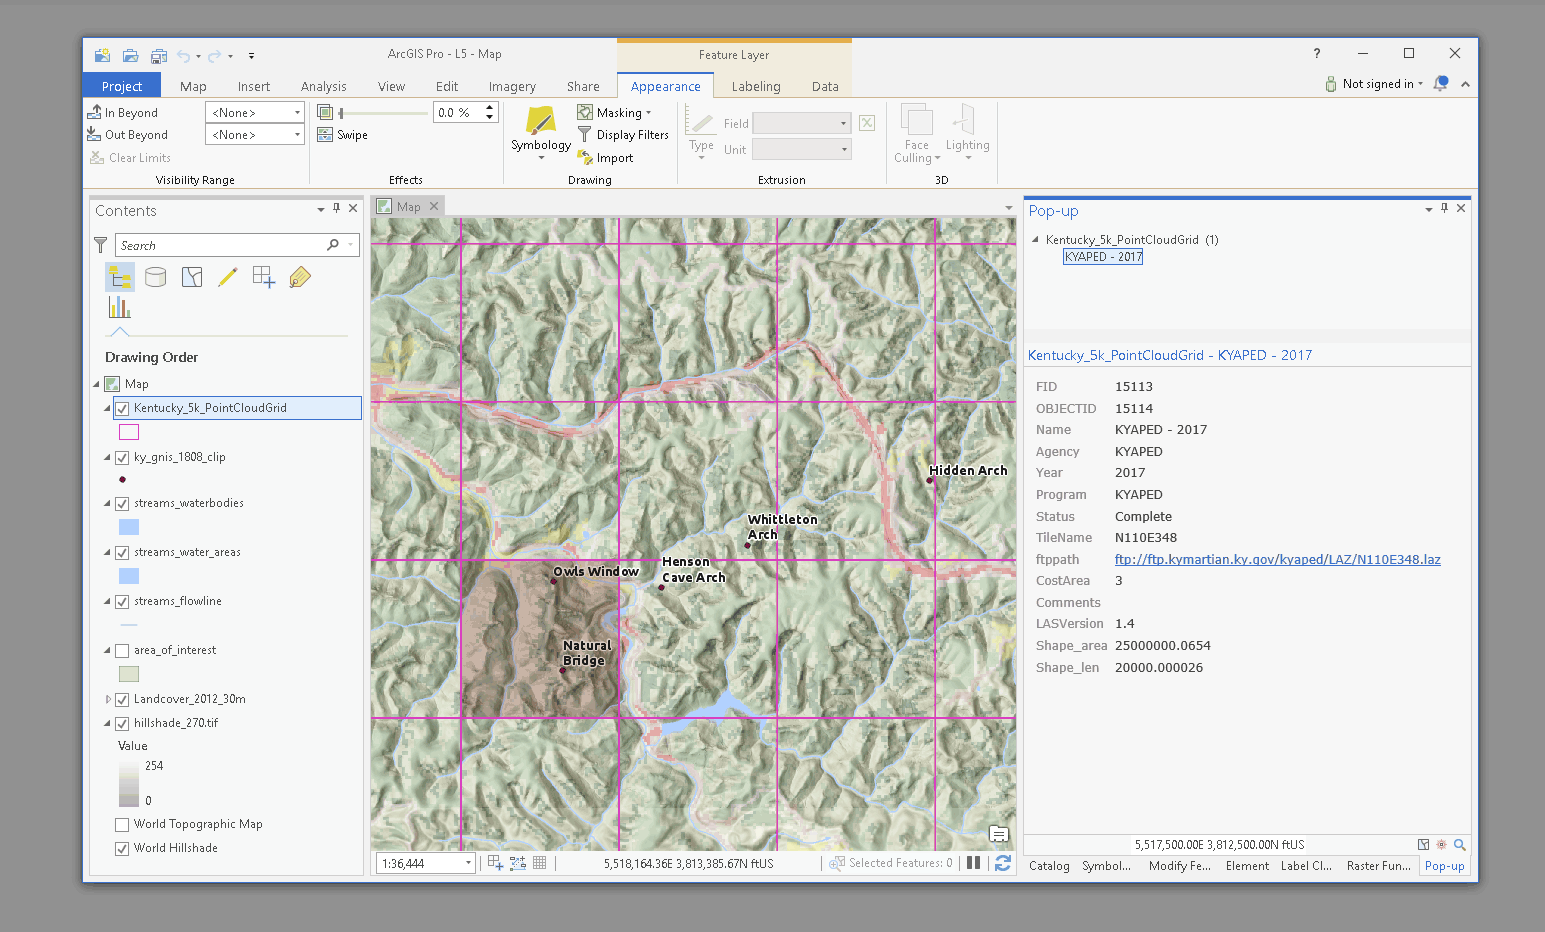 ArcGIS Pro - L5 - Map
Feature Layer
?
Project
Map
Insert
Analysis
View
Edit
Imagery
Share
Appearance
Labeling
Data
Not signed in
In Beyond
<None>
Out Beyond
<None>
Clear Limits
Visibility Range
0.0 %
Swipe
Effects
Symbology
Masking
Display Filters
Import
Drawing
Type
Field
Unit
Extrusion
Face
Culling
Lighting
3D
Contents
Search
Drawing Order
Map
Kentucky_5k_PointCloudGrid
ky_gnis_1808_clip
streams_waterbodies
streams_water_areas
streams_flowline
area_of_interest
Landcover_2012_30m
hillshade_270.tif
Value
254
0
World Topographic Map
World Hillshade
Map
Hidden Arch
Whittleton
Arch
Henson
Cave Arch
Owls Window
Natural
Bridge
1:36,444
5,518,164.36E 3,813,385.67N ftUS
Selected Features: 0
Pop-up
Kentucky_5k_PointCloudGrid (1)
KYAPED - 2017
Kentucky_5k_PointCloudGrid - KYAPED - 2017
FID 15113
OBJECTID 15114
Name KYAPED - 2017
Agency KYAPED
Year 2017
Program KYAPED
Status Complete
TileName N110E348
ftppath ftp://ftp.kymartian.ky.gov/kyaped/LAZ/N110E348.laz
CostArea 3
Comments
LASVersion 1.4
Shape_area 25000000.0654
Shape_len 20000.000026
5,517,500.00E 3,812,500.00N ftUS
Catalog
Symbol...
Modify Fe...
Element
Label Cl...
Raster Fun...
Pop-up